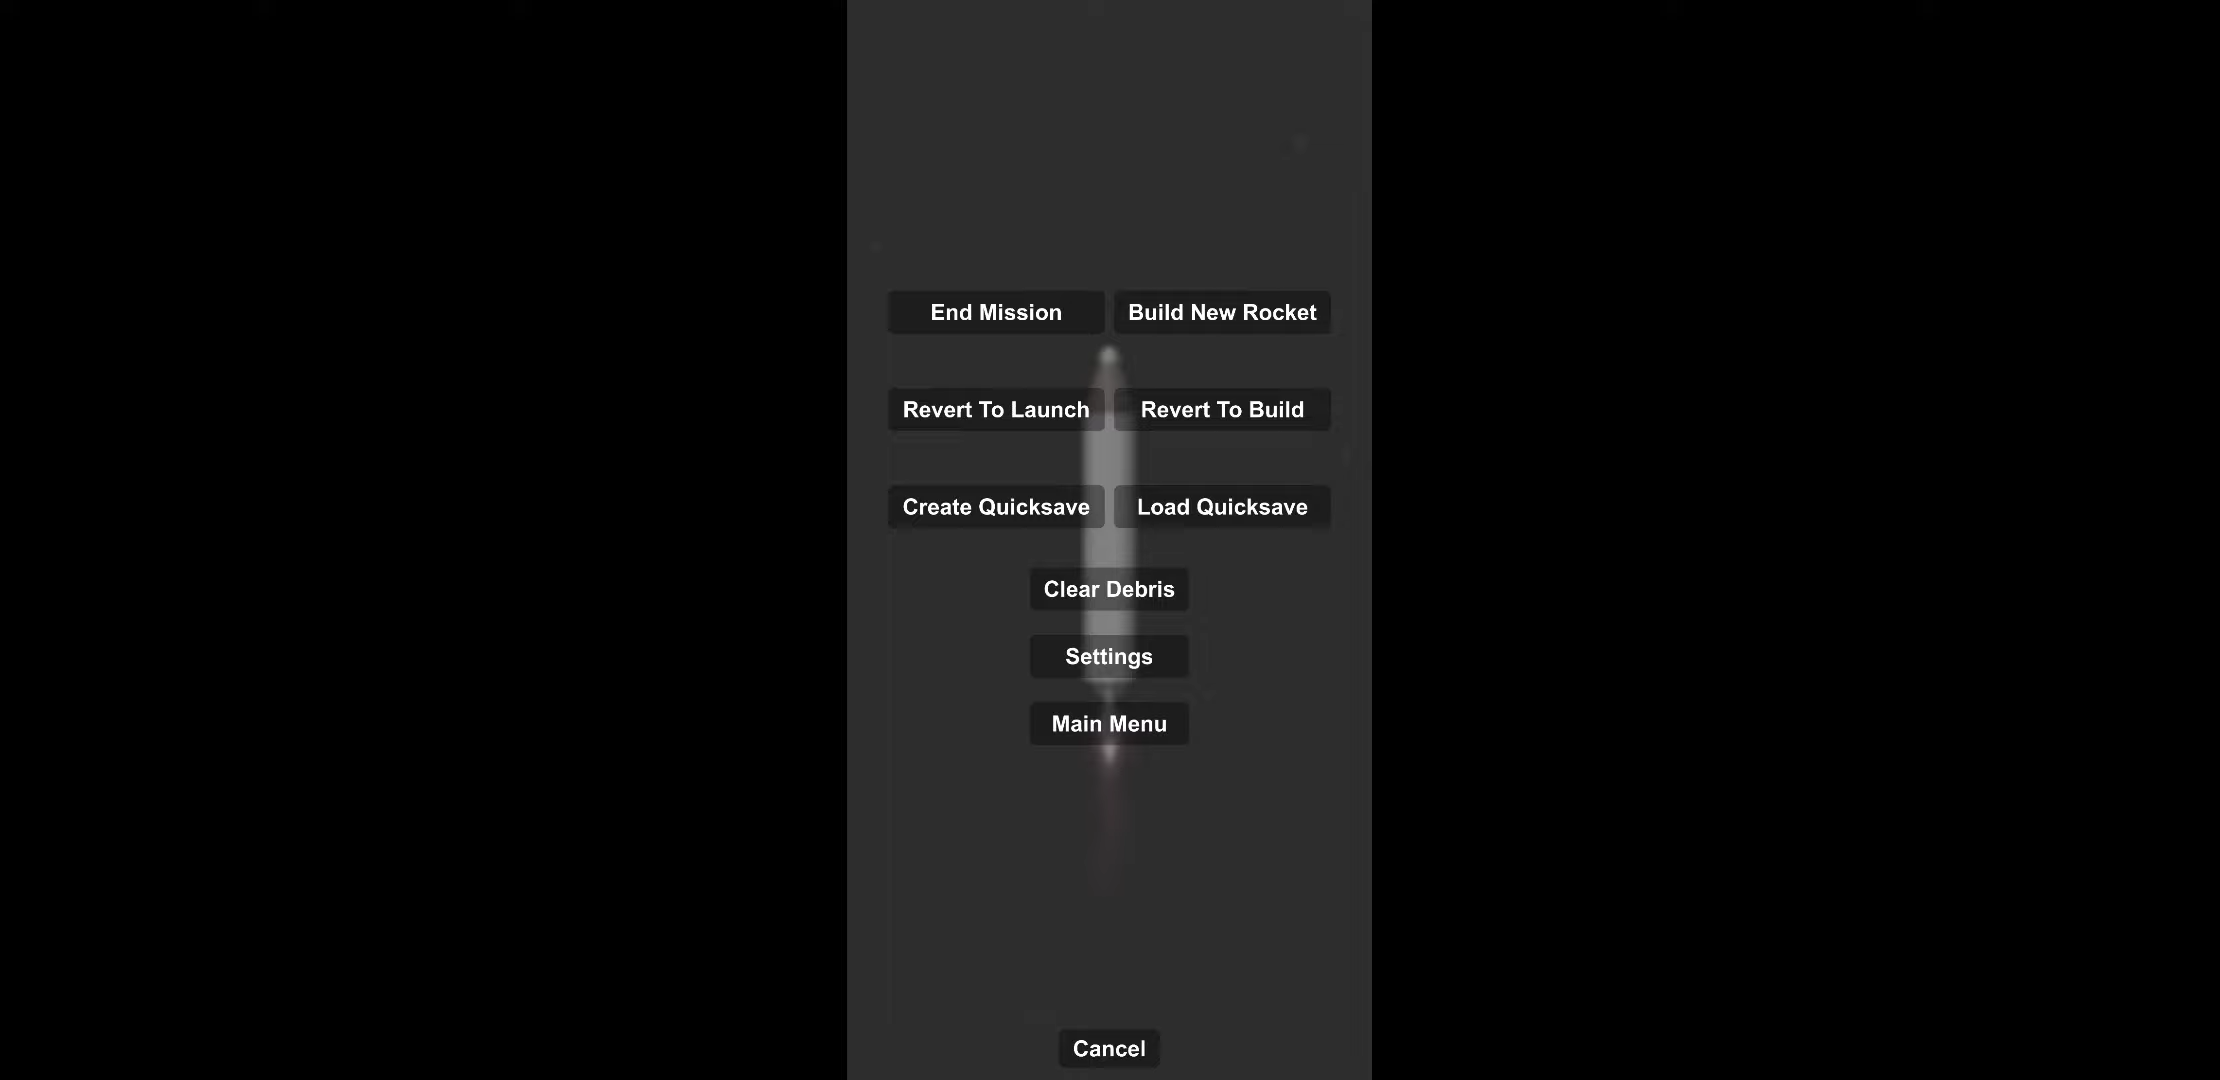 End Mission
Build New Rocket
Revert To Launch
Revert To Build
Create Quicksave
Load Quicksave
Clear Debris
Settings
Main Menu
Cancel